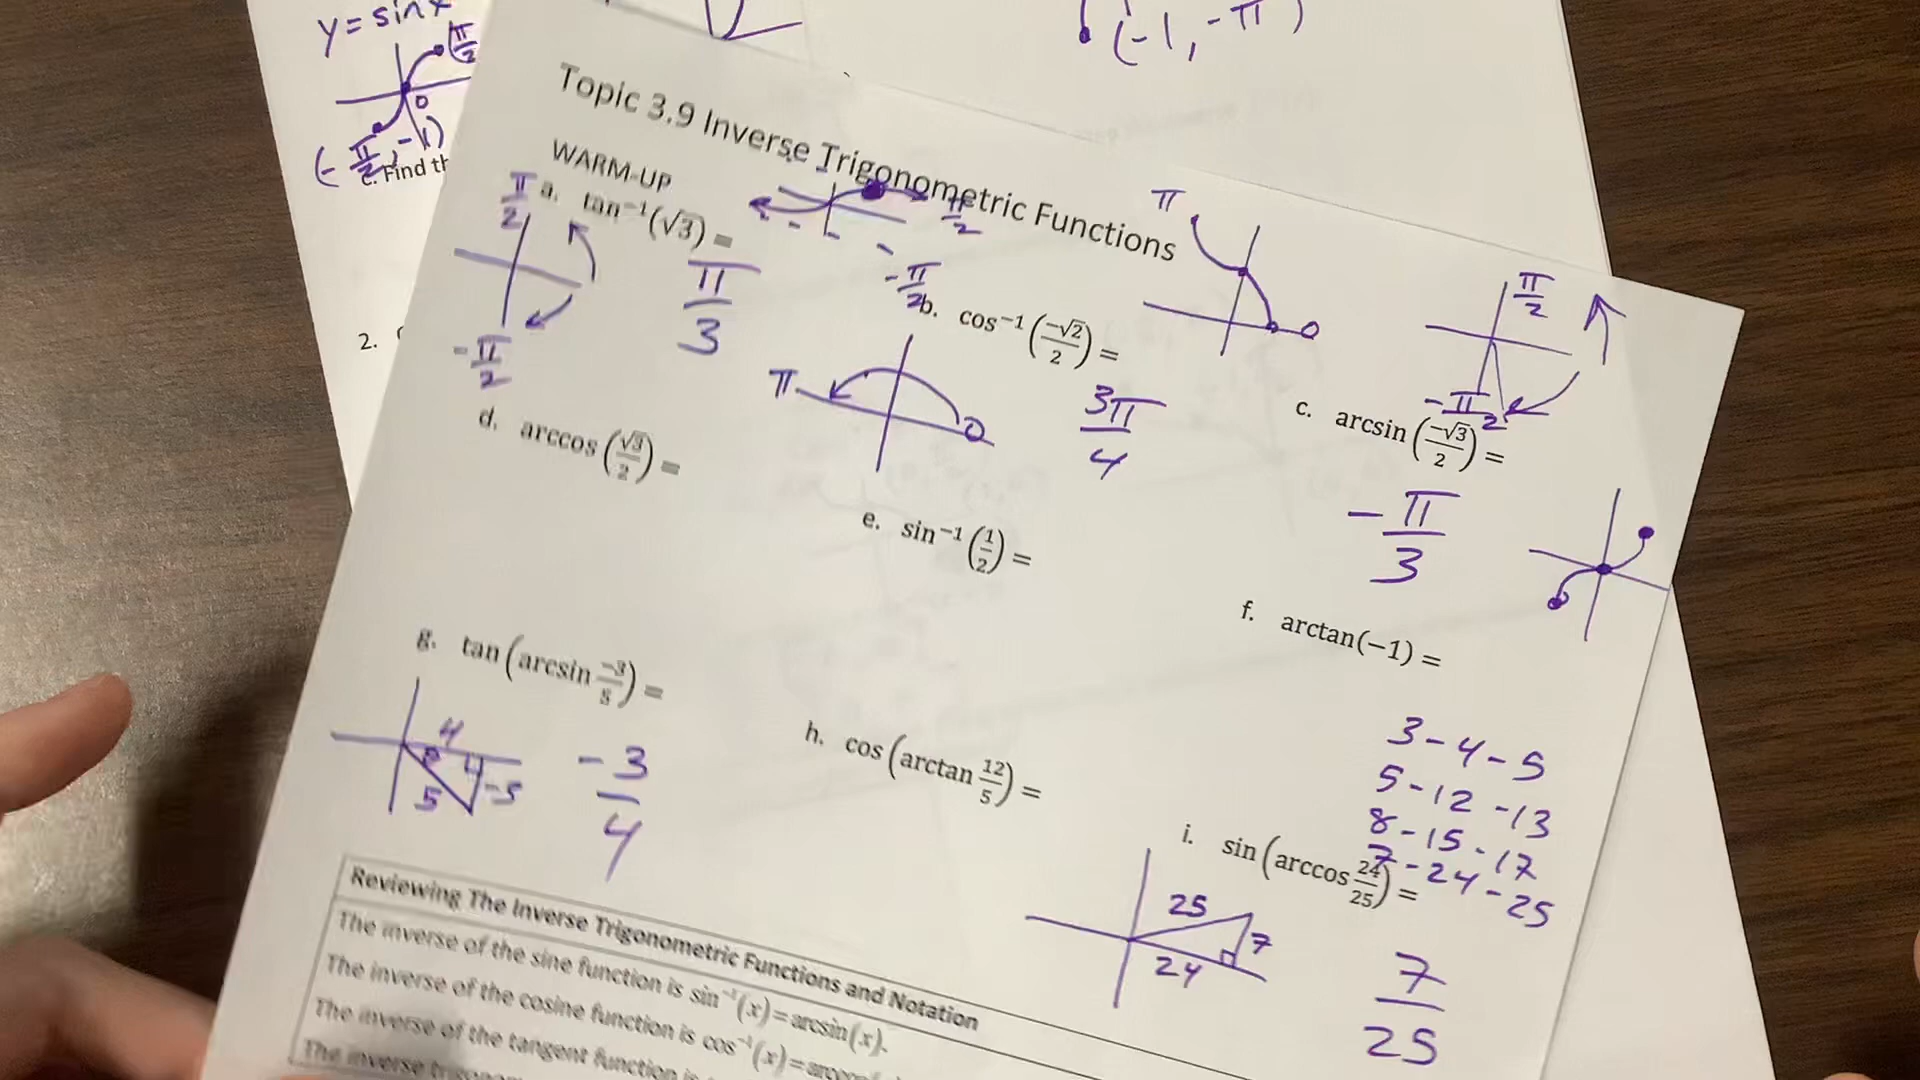 y = sin x
π/2
0
(-π/2, -1)
c. Find th
2.
(-1, -π)
Topic 3.9 Inverse Trigonometric Functions
WARM-UP
a. tan⁻¹(√3) =
π/2
-π/2
π/3
π/2
-π/2
b. cos⁻¹(-√2/2) =
π
0
π
0
3π/4
c. arcsin(-√3/2) =
π/2
-π/2
-π/3
d. arccos(√3/2) =
e. sin⁻¹(1/2) =
f. arctan(-1) =
g. tan(arcsin -3/5) =
4
5
-3/4
h. cos(arctan 12/5) =
3-4-5
5-12-13
8-15-17
7-24-25
i. sin(arccos 24/25) =
25
7
24
7/25
Reviewing The Inverse Trigonometric Functions and Notation
The inverse of the sine function is sin⁻¹(x)=arcsin(x).
The inverse of the cosine function is cos⁻¹(x)=
The inverse of the tangent function is
The inverse